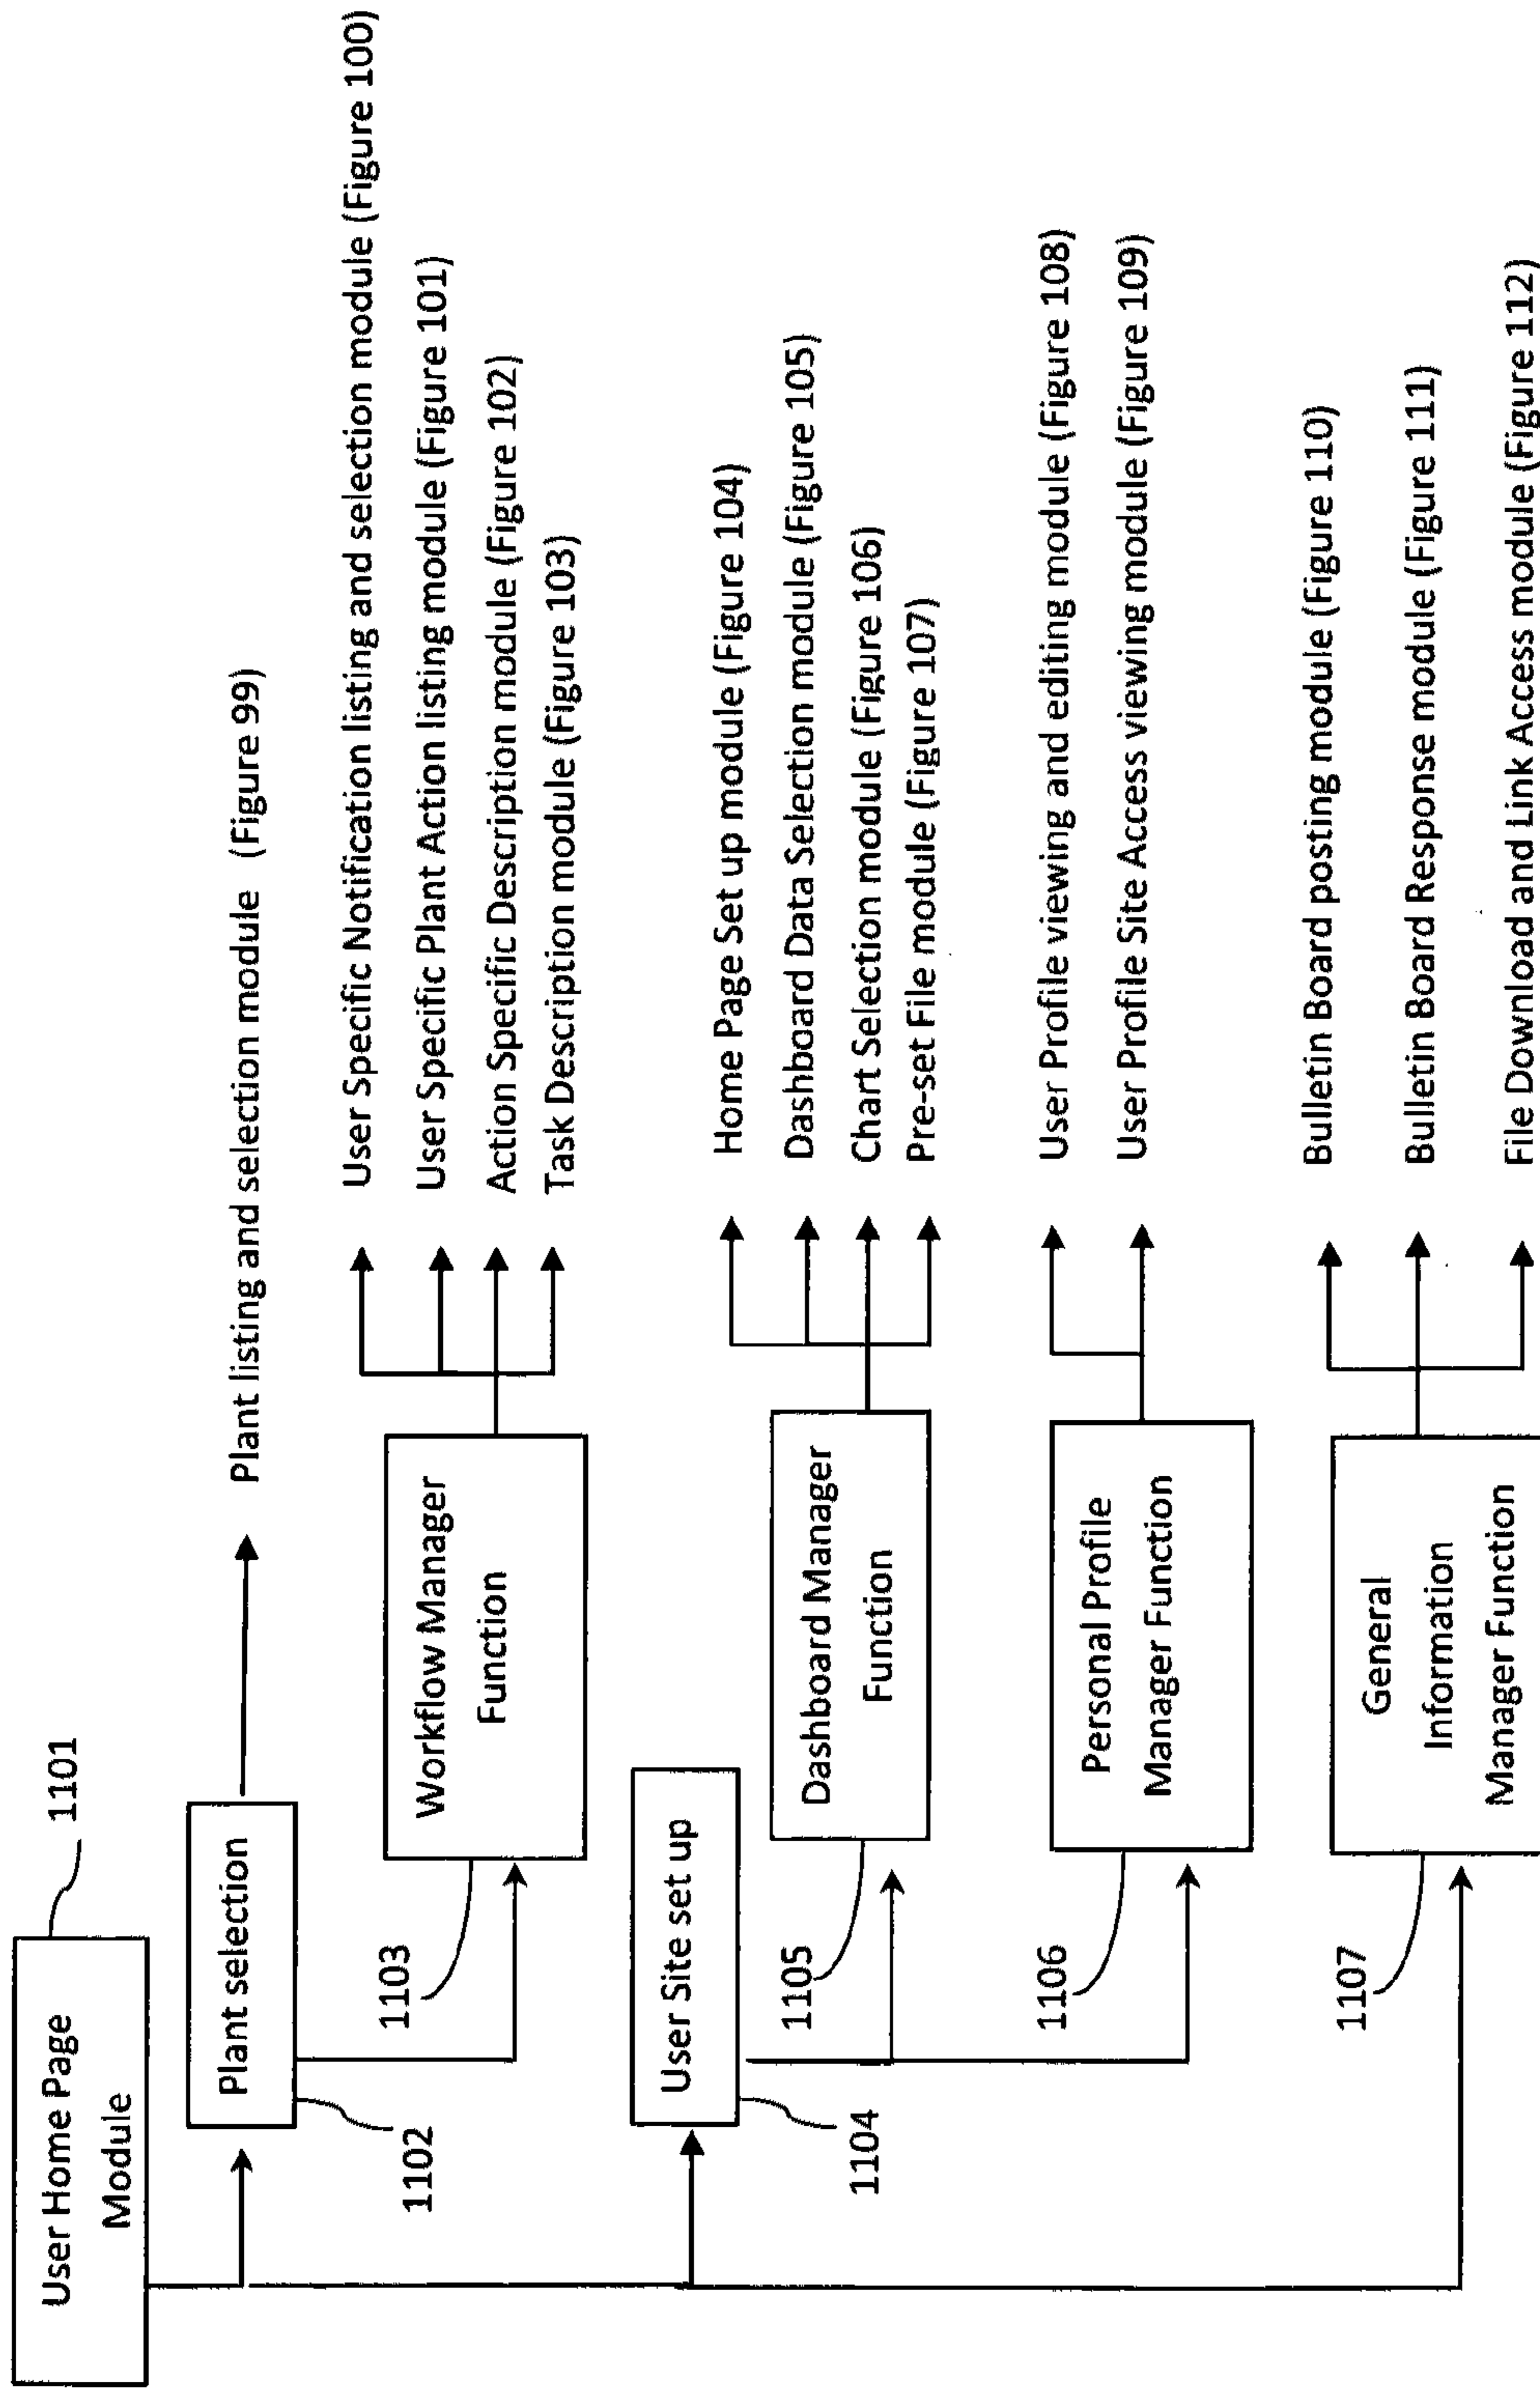 User Home Page
Module
1101
Plant selection
1102
Plant listing and selection module (Figure 99)
Workflow Manager
Function
1103
User Specific Notification listing and selection module (Figure 100)
User Specific Plant Action listing module (Figure 101)
Action Specific Description module (Figure 102)
Task Description module (Figure 103)
User Site set up
1104
Dashboard Manager
Function
1105
Home Page Set up module (Figure 104)
Dashboard Data Selection module (Figure 105)
Chart Selection module (Figure 106)
Pre-set File module (Figure 107)
Personal Profile
Manager Function
1106
User Profile viewing and editing module (Figure 108)
User Profile Site Access viewing module (Figure 109)
General
Information
Manager Function
1107
Bulletin Board posting module (Figure 110)
Bulletin Board Response module (Figure 111)
File Download and Link Access module (Figure 112)